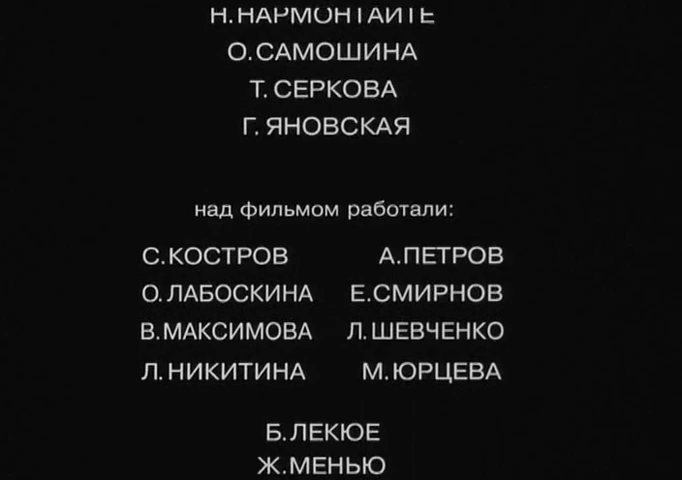 Н.НАРМОНТАЙТЕ
О.САМОШИНА
Т. СЕРКОВА
Г. ЯНОВСКАЯ
над фильмом работали:
С.КОСТРОВ А.ПЕТРОВ
О.ЛАБОСКИНА Е.СМИРНОВ
В.МАКСИМОВА Л.ШЕВЧЕНКО
Л.НИКИТИНА М.ЮРЦЕВА
Б.ЛЕКЮЕ
Ж.МЕНЬЮ